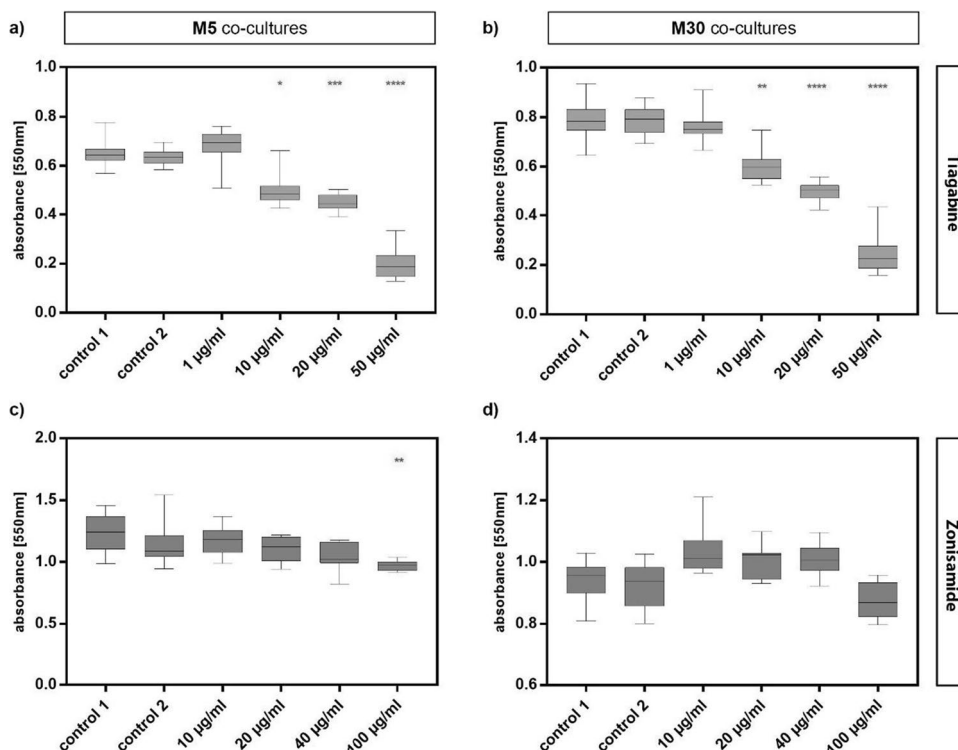 a)
M5 co-cultures
b)
M30 co-cultures
absorbance [550nm]
1.0
0.8
0.6
0.4
0.2
0.0
* *** ****
control 1
control 2
1 µg/ml
10 µg/ml
20 µg/ml
50 µg/ml
absorbance [550nm]
1.0
0.8
0.6
0.4
0.2
0.0
** **** ****
control 1
control 2
1 µg/ml
10 µg/ml
20 µg/ml
50 µg/ml
Tiagabine
c)
absorbance [550nm]
2.0
1.5
1.0
0.5
0.0
**
control 1
control 2
10 µg/ml
20 µg/ml
40 µg/ml
100 µg/ml
d)
absorbance [550nm]
1.4
1.2
1.0
0.8
0.6
control 1
control 2
10 µg/ml
20 µg/ml
40 µg/ml
100 µg/ml
Zonisamide